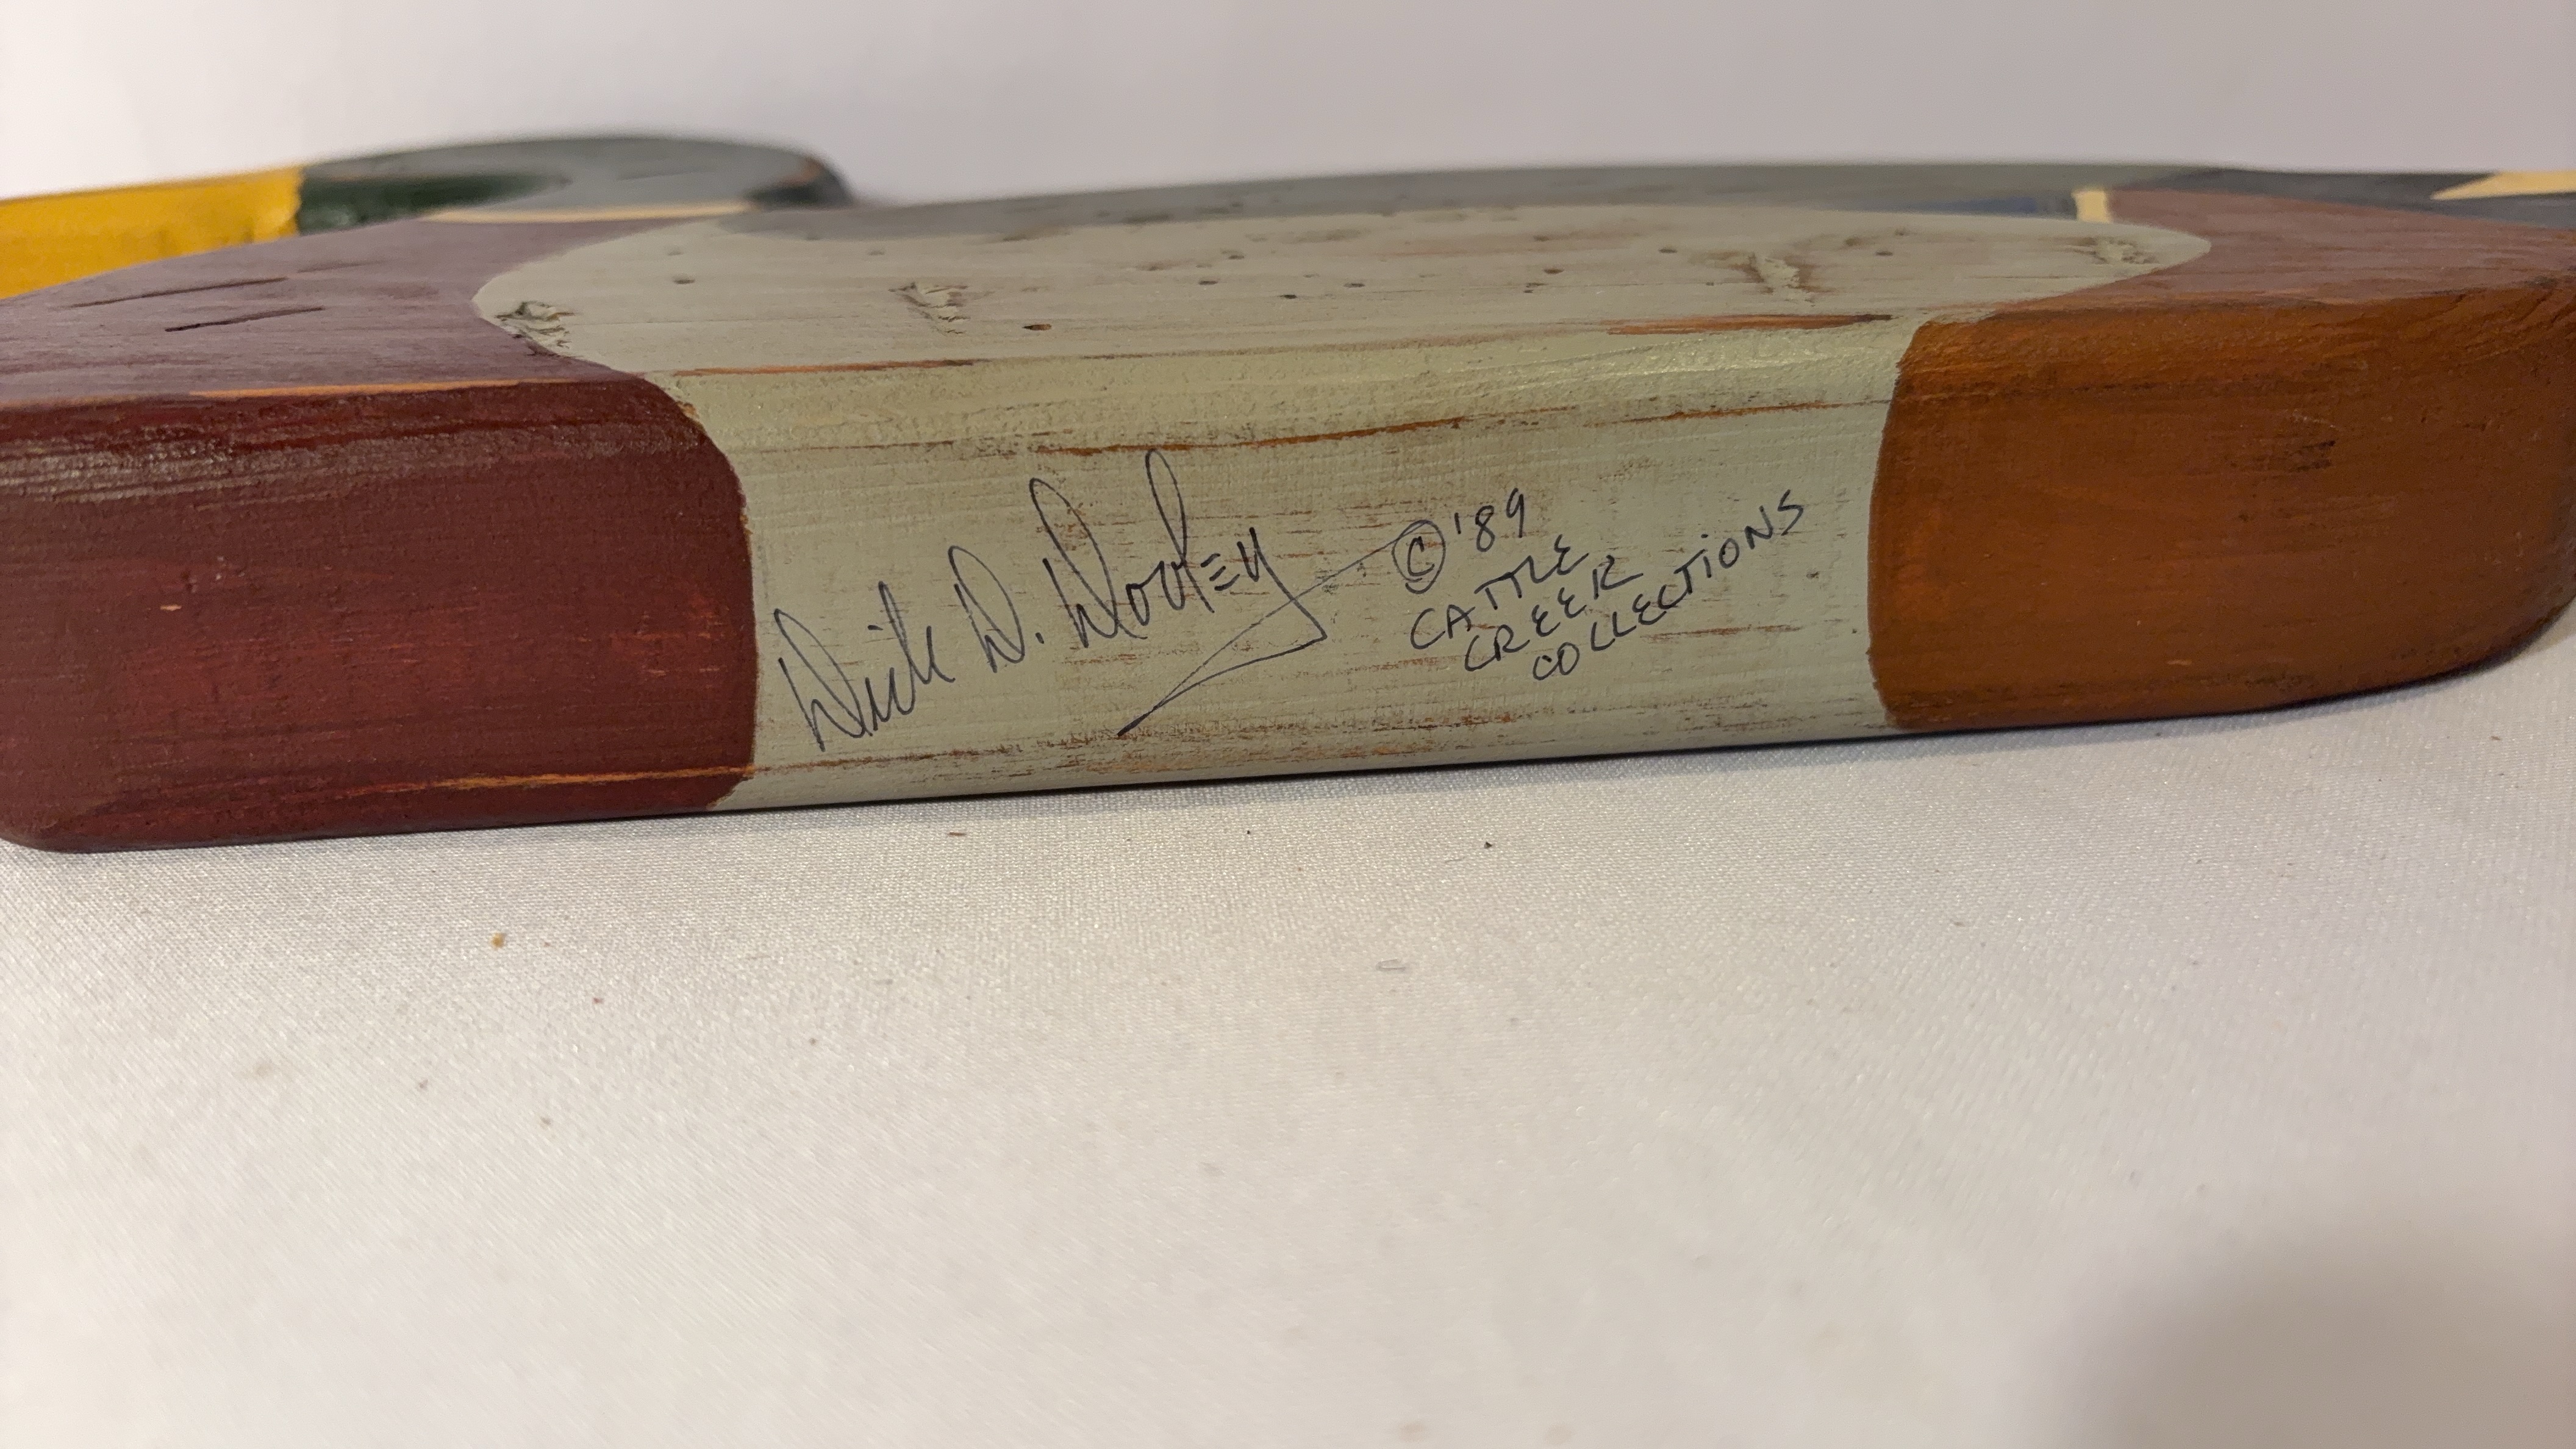 Dick D. Dooley
© '89
CATTLE
CREEK
COLLECTIONS